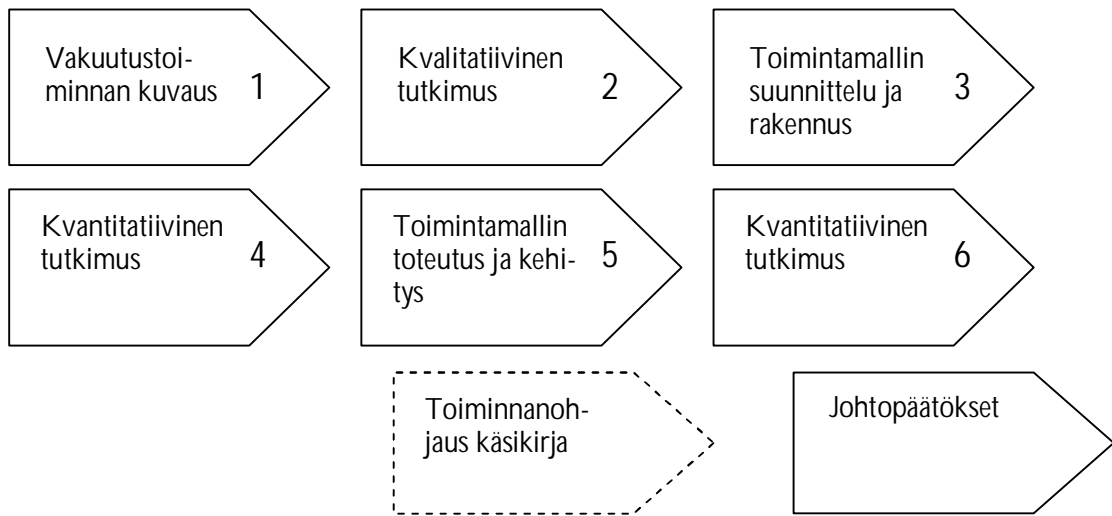 Vakuutustoi-
minnan kuvaus 1
Kvalitatiivinen
tutkimus 2
Toimintamallin
suunnittelu ja 3
rakennus
Kvantitatiivinen
tutkimus 4
Toimintamallin
toteutus ja kehi- 5
tys
Kvantitatiivinen
tutkimus 6
Toiminnanoh-
jaus käsikirja
Johtopäätökset